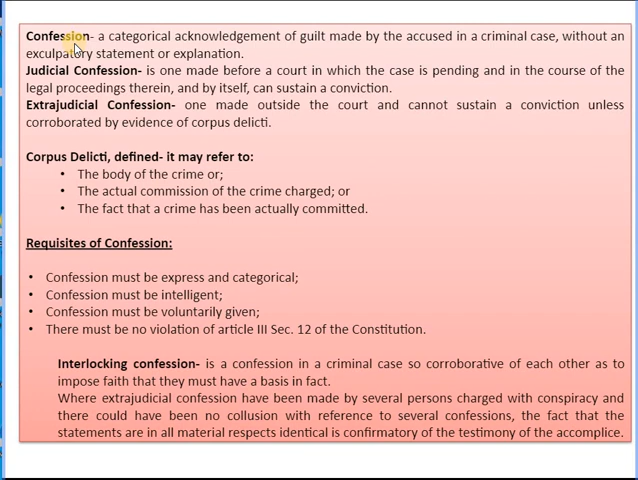 Confession- a categorical acknowledgement of guilt made by the accused in a criminal case, without an
exculpatory statement or explanation.
Judicial Confession- is one made before a court in which the case is pending and in the course of the
legal proceedings therein, and by itself, can sustain a conviction.
Extrajudicial Confession- one made outside the court and cannot sustain a conviction unless
corroborated by evidence of corpus delicti.
Corpus Delicti, defined- it may refer to:
• The body of the crime or;
• The actual commission of the crime charged; or
• The fact that a crime has been actually committed.
Requisites of Confession:
• Confession must be express and categorical;
• Confession must be intelligent;
• Confession must be voluntarily given;
• There must be no violation of article III Sec. 12 of the Constitution.
Interlocking confession- is a confession in a criminal case so corroborative of each other as to
impose faith that they must have a basis in fact.
Where extrajudicial confession have been made by several persons charged with conspiracy and
there could have been no collusion with reference to several confessions, the fact that the
statements are in all material respects identical is confirmatory of the testimony of the accomplice.